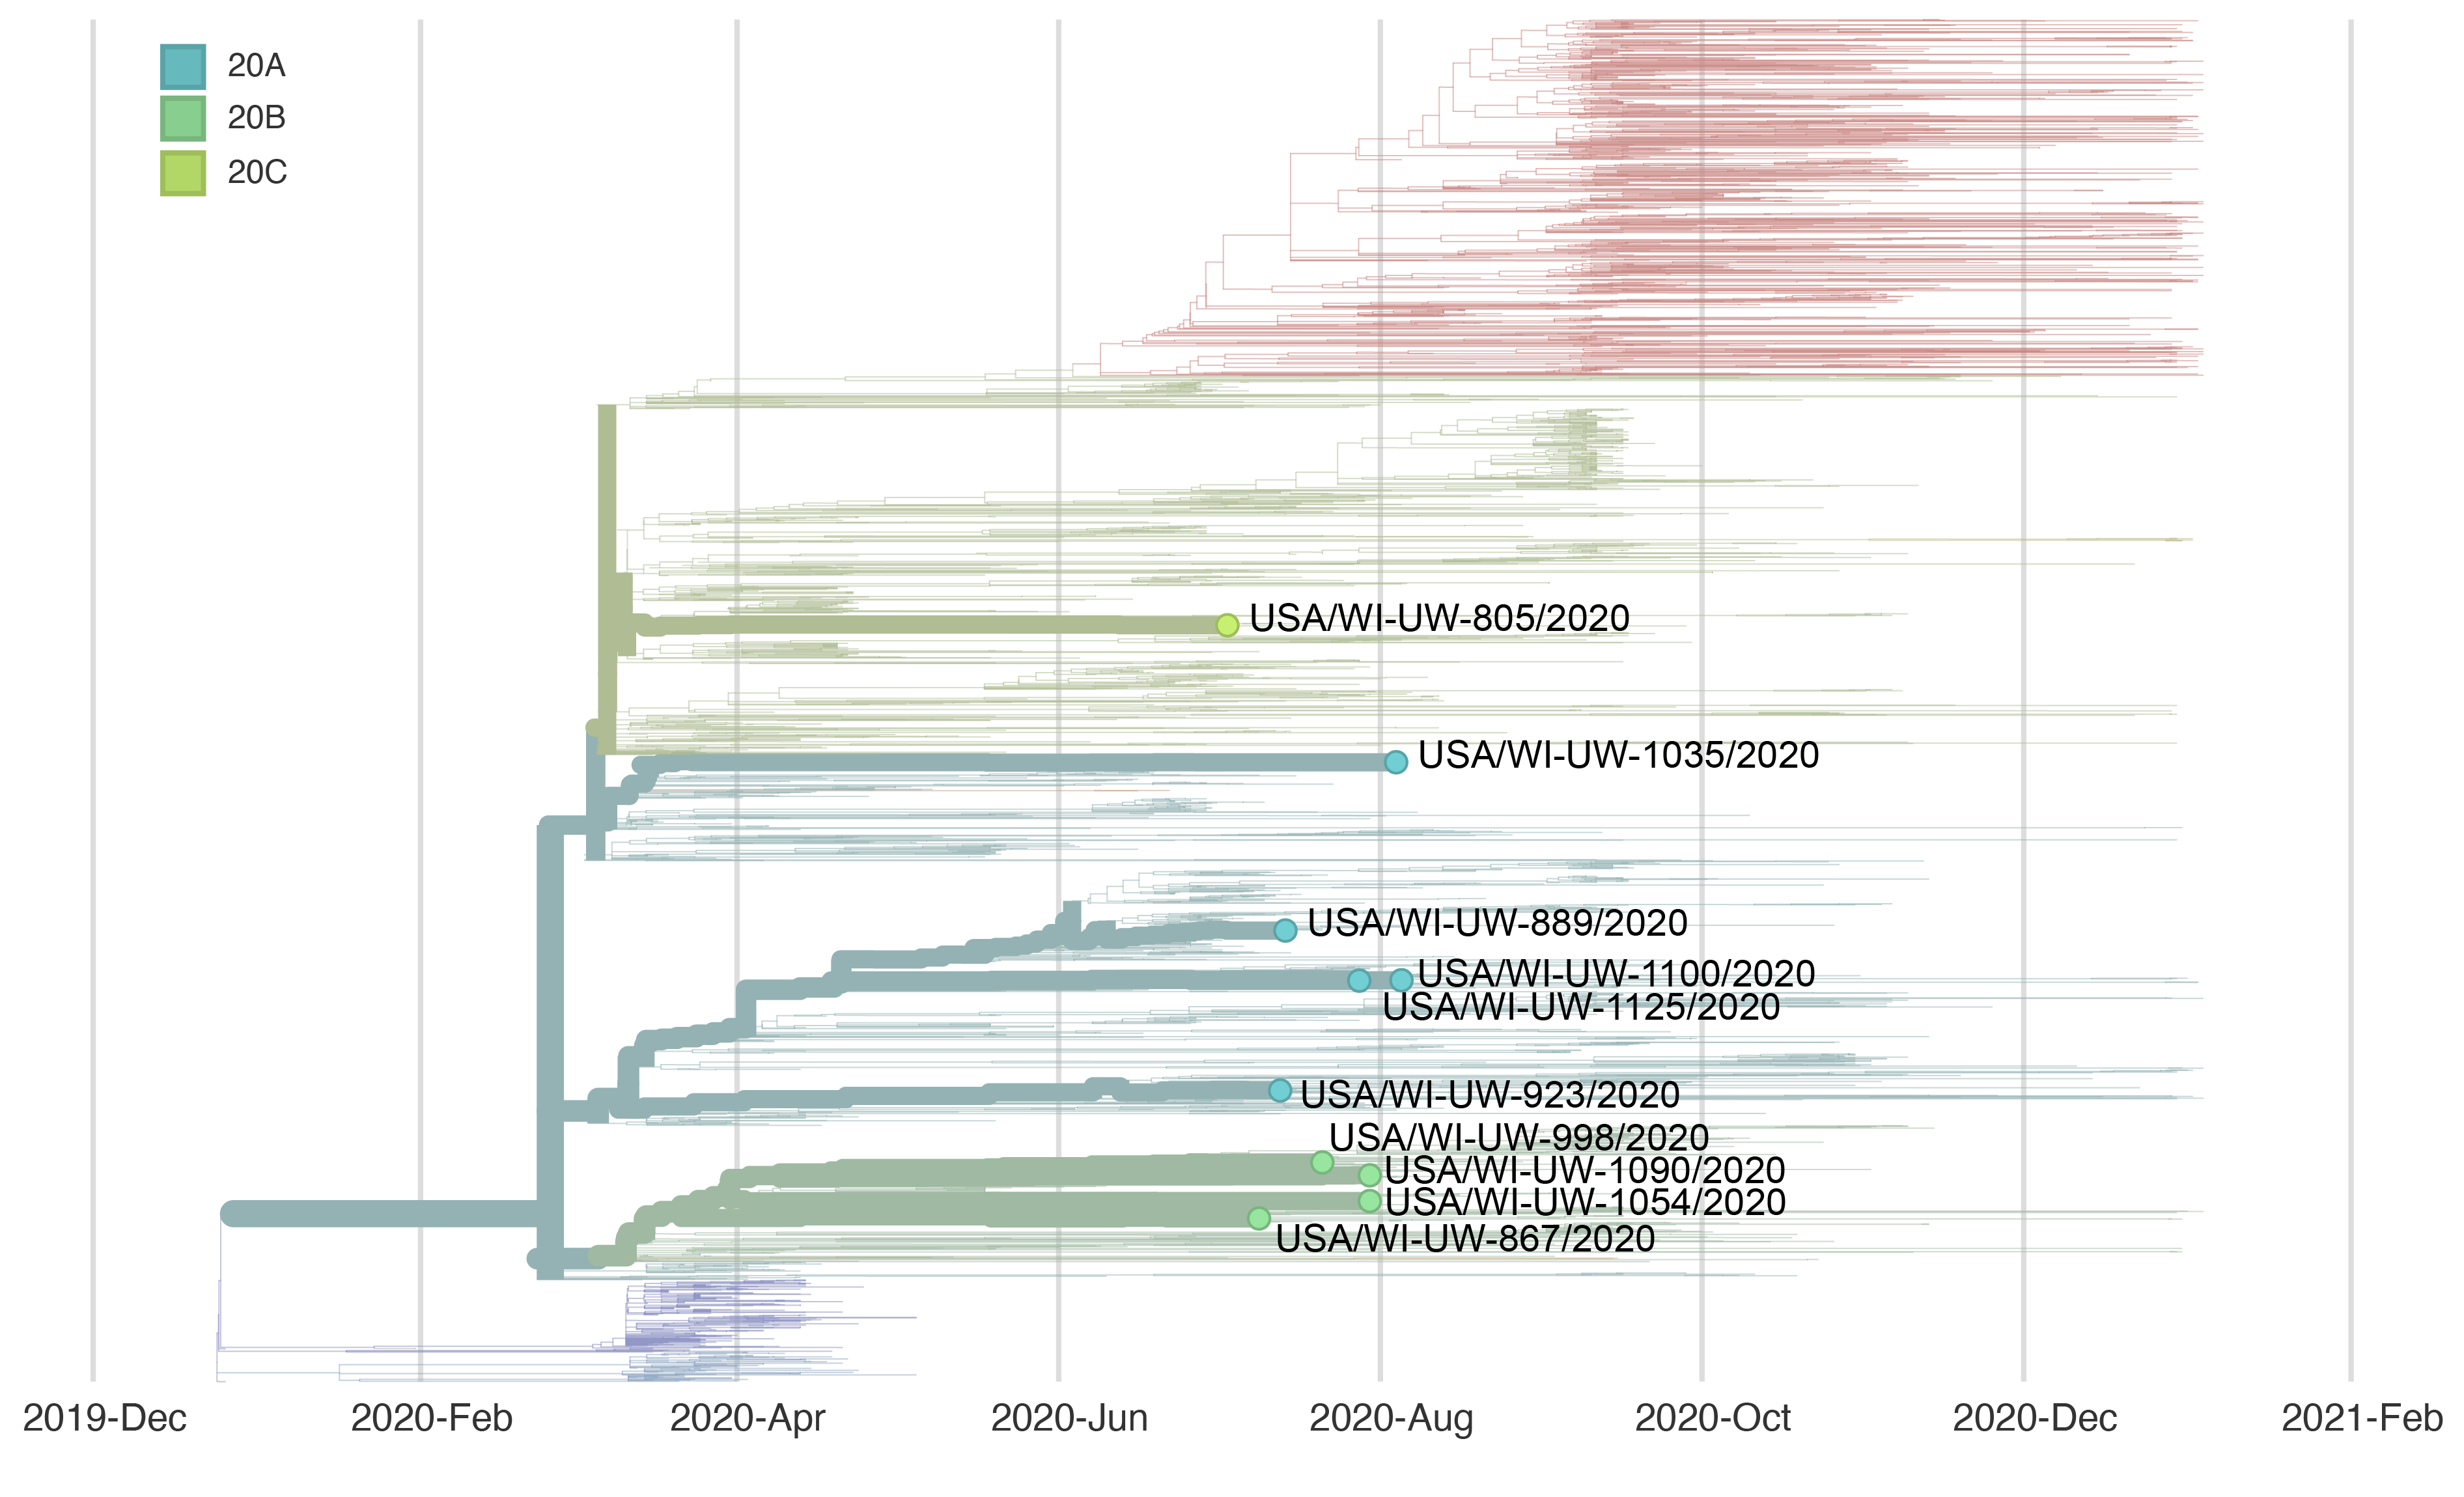 20A
20B
20C
USA/WI-UW-805/2020
USA/WI-UW-1035/2020
USA/WI-UW-889/2020
USA/WI-UW-1100/2020
USA/WI-UW-1125/2020
USA/WI-UW-923/2020
USA/WI-UW-998/2020
USA/WI-UW-1090/2020
USA/WI-UW-1054/2020
USA/WI-UW-867/2020
2019-Dec 2020-Feb 2020-Apr 2020-Jun 2020-Aug 2020-Oct 2020-Dec 2021-Feb